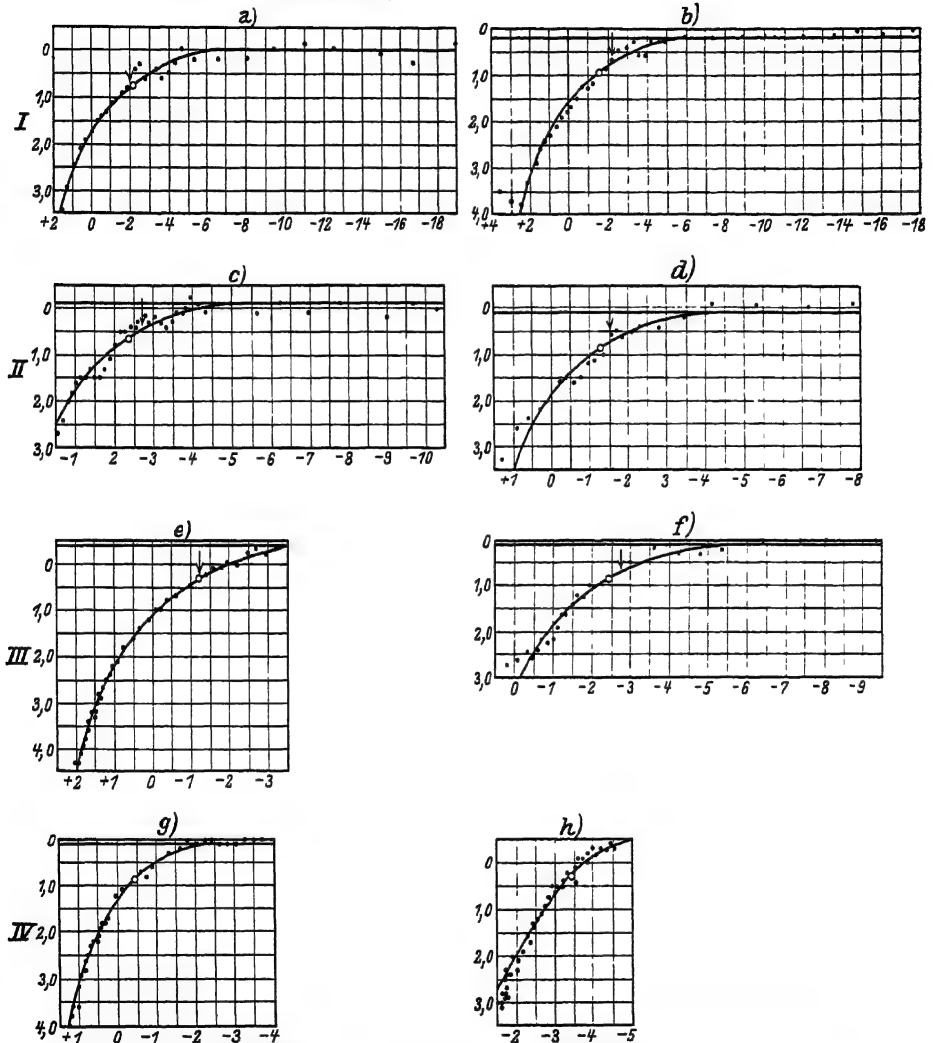 a)
0
1,0
2,0
3,0
I
+2 0 -2 -4 -6 -8 -10 -12 -14 -16 -18
b)
0
1,0
2,0
3,0
4,0
+4 +2 0 -2 -4 -6 -8 -10 -12 -14 -16 -18
c)
0
1,0
2,0
3,0
II
-1 2 -3 -4 -5 -6 -7 -8 -9 -10
d)
0
1,0
2,0
3,0
+1 0 -1 -2 3 -4 -5 -6 -7 -8
e)
0
1,0
2,0
3,0
4,0
III
+2 +1 0 -1 -2 -3
f)
0
1,0
2,0
3,0
0 -1 -2 -3 -4 -5 -6 -7 -8 -9
g)
0
1,0
2,0
3,0
4,0
IV
+1 0 -1 -2 -3 -4
h)
0
1,0
2,0
3,0
-2 -3 -4 -5